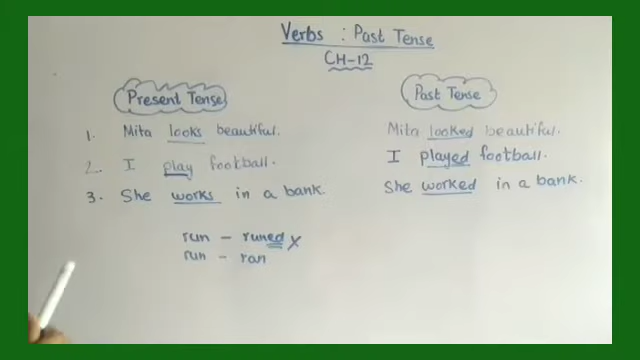 Verbs : Past Tense
CH-12
Present Tense
Past Tense
1. Mita looks beautiful.
Mita looked beautiful.
2. I play football.
I played football.
3. She works in a bank.
She worked in a bank.
run - runed x
run - ran